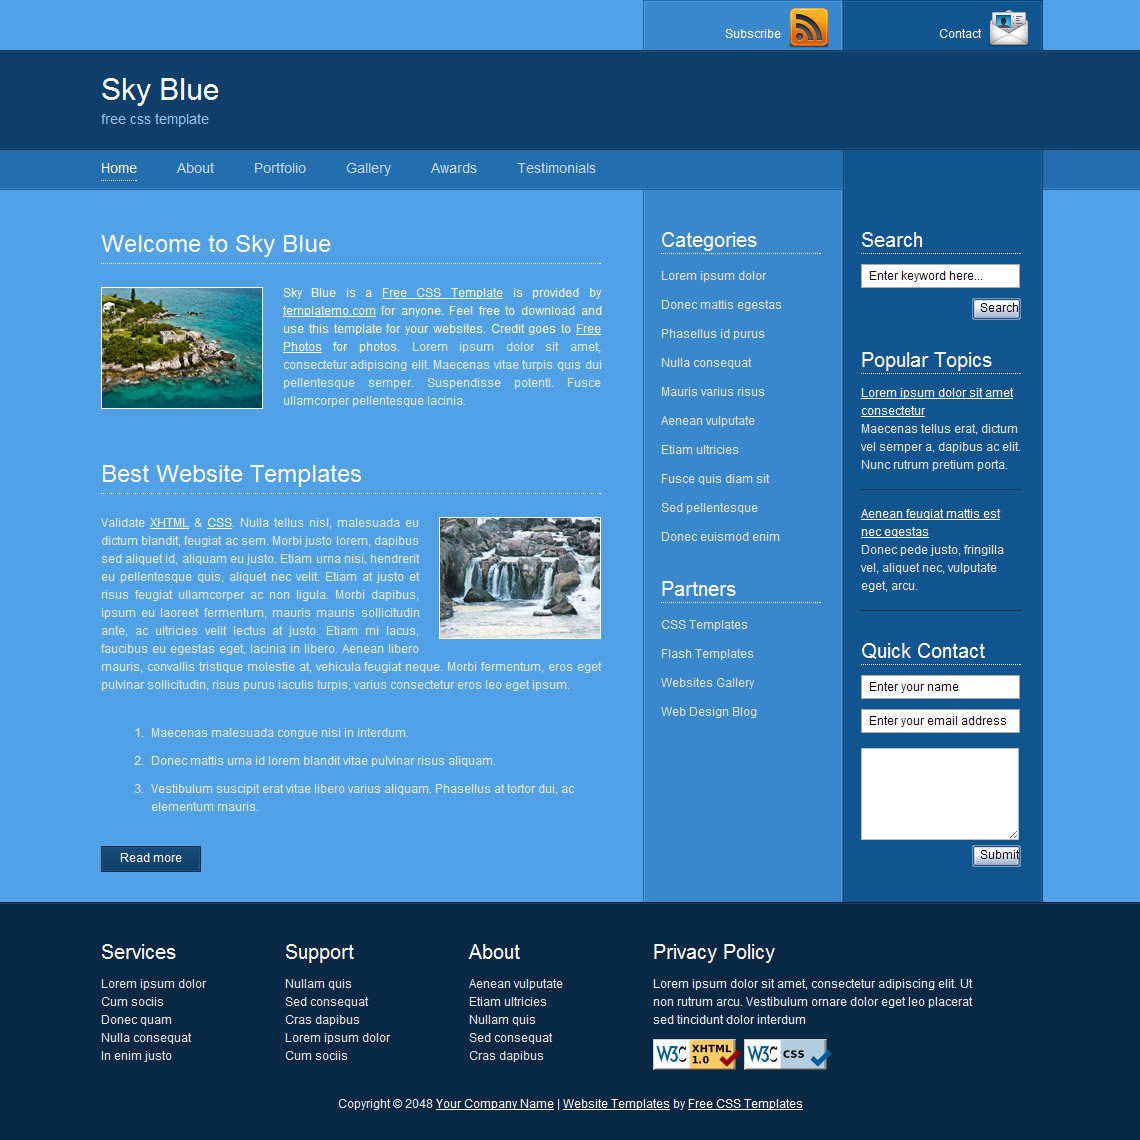 Subscribe
Contact
Sky Blue
free css template
Home
About
Portfolio
Gallery
Awards
Testimonials
Welcome to Sky Blue
Sky Blue is a Free CSS Template is provided by
templatemo.com for anyone. Feel free to download and
use this template for your websites. Credit goes to Free
Photos for photos. Lorem ipsum dolor sit amet,
consectetur adipiscing elit. Maecenas vitae turpis quis dui
pellentesque semper. Suspendisse potenti. Fusce
ullamcorper pellentesque lacinia.
Best Website Templates
Validate XHTML & CSS. Nulla tellus nisl, malesuada eu
dictum blandit, feugiat ac sem. Morbi justo lorem, dapibus
sed aliquet id, aliquam eu justo. Etiam urna nisi, hendrerit
eu pellentesque quis, aliquet nec velit. Etiam at justo et
risus feugiat ullamcorper ac non ligula. Morbi dapibus,
ipsum eu laoreet fermentum, mauris mauris sollicitudin
ante, ac ultricies velit lectus at justo. Etiam mi lacus,
faucibus eu egestas eget, lacinia in libero. Aenean libero
mauris, convallis tristique molestie at, vehicula feugiat neque. Morbi fermentum, eros eget
pulvinar sollicitudin, risus purus iaculis turpis, varius consectetur eros leo eget ipsum.
1. Maecenas malesuada congue nisi in interdum.
2. Donec mattis urna id lorem blandit vitae pulvinar risus aliquam.
3. Vestibulum suscipit erat vitae libero varius aliquam. Phasellus at tortor dui, ac
elementum mauris.
Read more
Categories
Lorem ipsum dolor
Donec mattis egestas
Phasellus id purus
Nulla consequat
Mauris varius risus
Aenean vulputate
Etiam ultricies
Fusce quis diam sit
Sed pellentesque
Donec euismod enim
Partners
CSS Templates
Flash Templates
Websites Gallery
Web Design Blog
Search
Enter keyword here...
Search
Popular Topics
Lorem ipsum dolor sit amet
consectetur
Maecenas tellus erat, dictum
vel semper a, dapibus ac elit.
Nunc rutrum pretium porta.
Aenean feugiat mattis est
nec egestas
Donec pede justo, fringilla
vel, aliquet nec, vulputate
eget, arcu.
Quick Contact
Enter your name
Enter your email address
Submit
Services
Lorem ipsum dolor
Cum sociis
Donec quam
Nulla consequat
In enim justo
Support
Nullam quis
Sed consequat
Cras dapibus
Lorem ipsum dolor
Cum sociis
About
Aenean vulputate
Etiam ultricies
Nullam quis
Sed consequat
Cras dapibus
Privacy Policy
Lorem ipsum dolor sit amet, consectetur adipiscing elit. Ut
non rutrum arcu. Vestibulum ornare dolor eget leo placerat
sed tincidunt dolor interdum
W3C XHTML 1.0
W3C CSS
Copyright © 2048 Your Company Name | Website Templates by Free CSS Templates